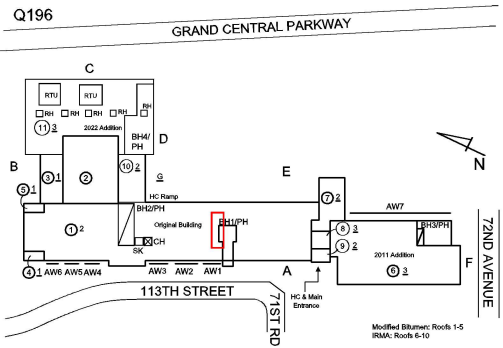 Q196
GRAND CENTRAL PARKWAY
C
RTU RTU
RH RH RH RH RH
11 3 2022 Addition
BH4/
PH
D
B
3 1 2 10 2 G
E
N
5 1
HC Ramp
7 2
AW7
BH2/PH
Original Building
BH1/PH
8 3
BH3/PH
1 2
CH
SK
9 2
2011 Addition
6 3
F
4 1
AW6 AW5 AW4 AW3 AW2 AW1
A
HC & Main
Entrance
113TH STREET
71ST RD
72ND AVENUE
Modified Bitumen: Roofs 1-5
IRMA: Roofs 6-10